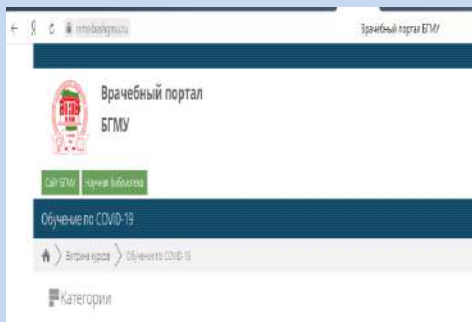 Врачебный портал БГМУ
Врачебный портал
БГМУ
Сайт БГМУ Научная библиотека
Обучение по COVID-19
Витрина курсов Обучение по COVID-19
Категории